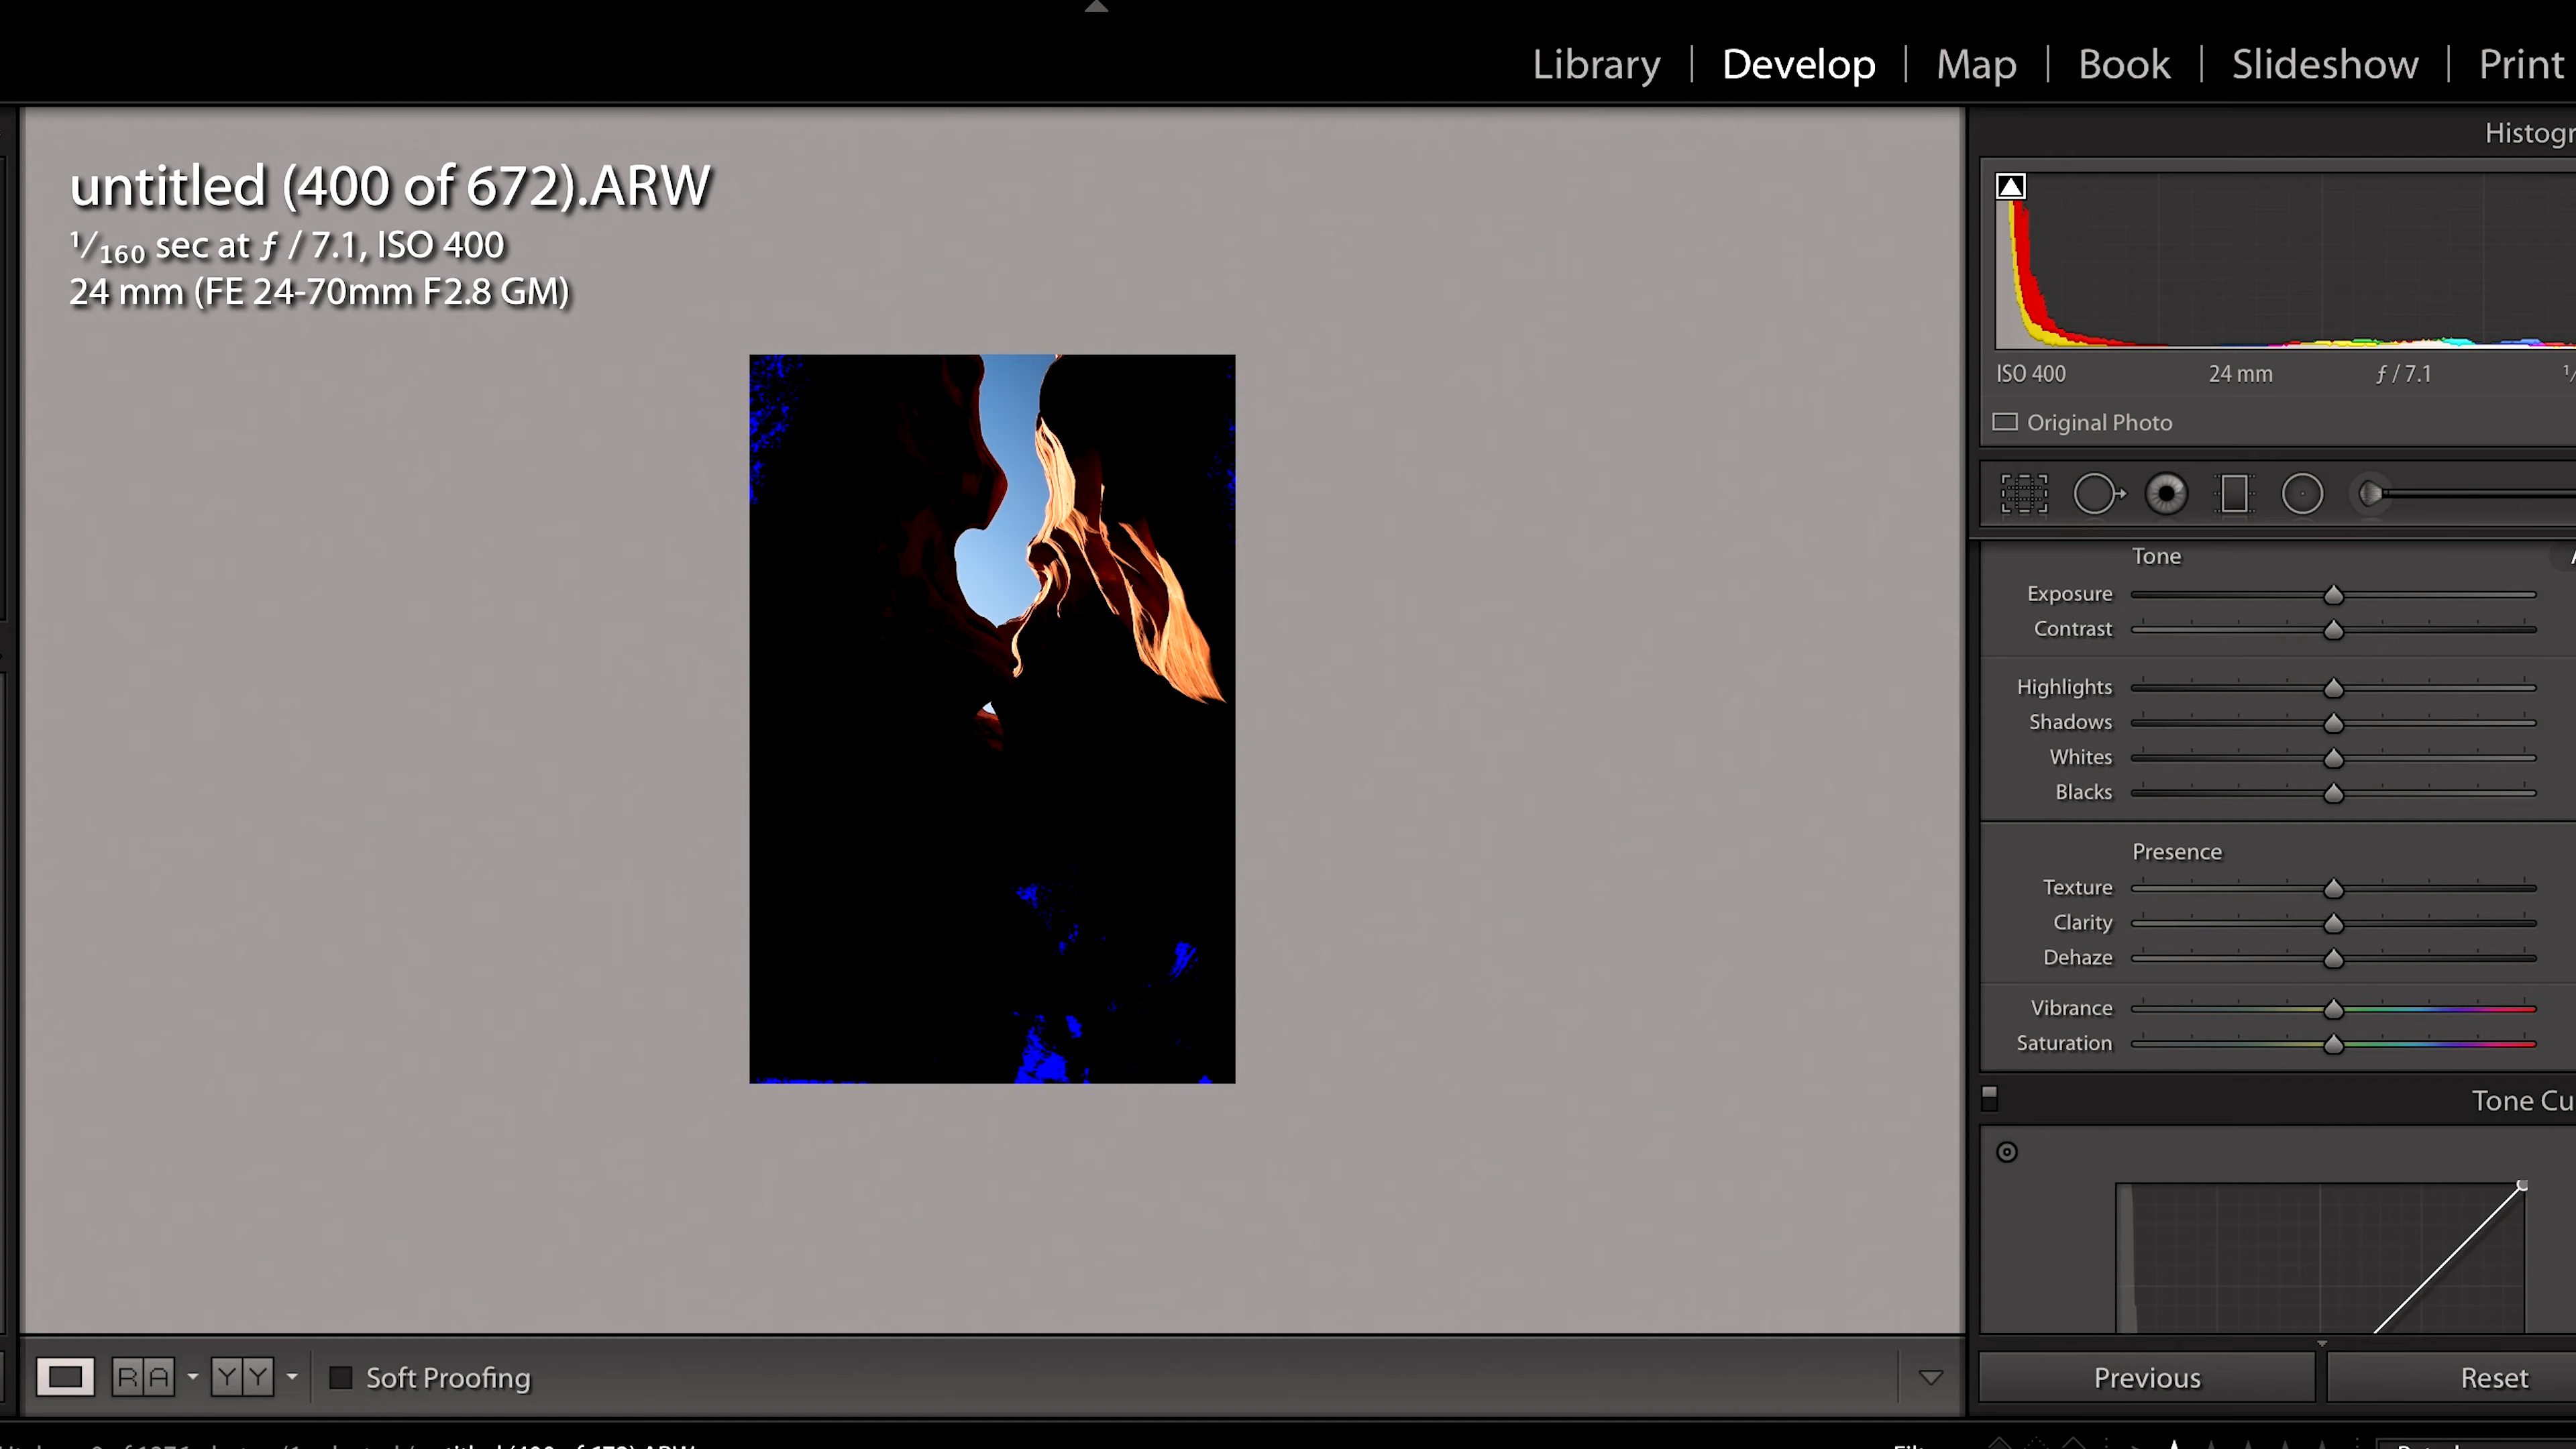 Library | Develop | Map | Book | Slideshow | Print
untitled (400 of 672).ARW
1/160 sec at ƒ / 7.1, ISO 400
24 mm (FE 24-70mm F2.8 GM)
ISO 400 24 mm ƒ / 7.1
Original Photo
Tone
Exposure
Contrast
Highlights
Shadows
Whites
Blacks
Presence
Texture
Clarity
Dehaze
Vibrance
Saturation
Tone Cu
R A Y Y Soft Proofing
Previous Reset